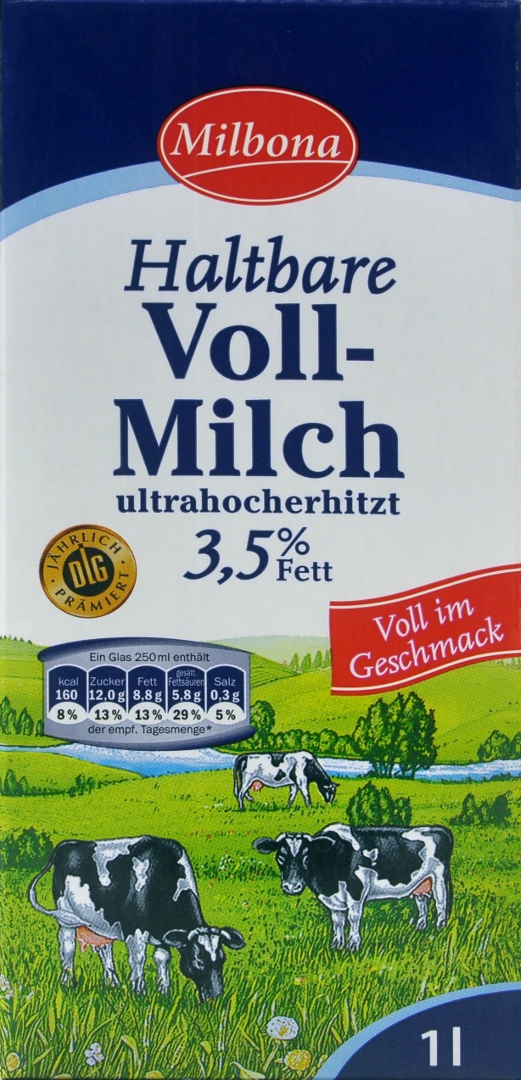 Milbona
Haltbare
Voll-
Milch
ultrahocherhitzt
3,5% Fett
JÄHRLICH
DLG
PRÄMIERT
Voll im
Geschmack
Ein Glas 250 ml enthält
kcal Zucker Fett gesätt. Fettsäuren Salz
160 12,0 g 8,8 g 5,8 g 0,3 g
8% 13% 13% 29% 5%
der empf. Tagesmenge*
1 l